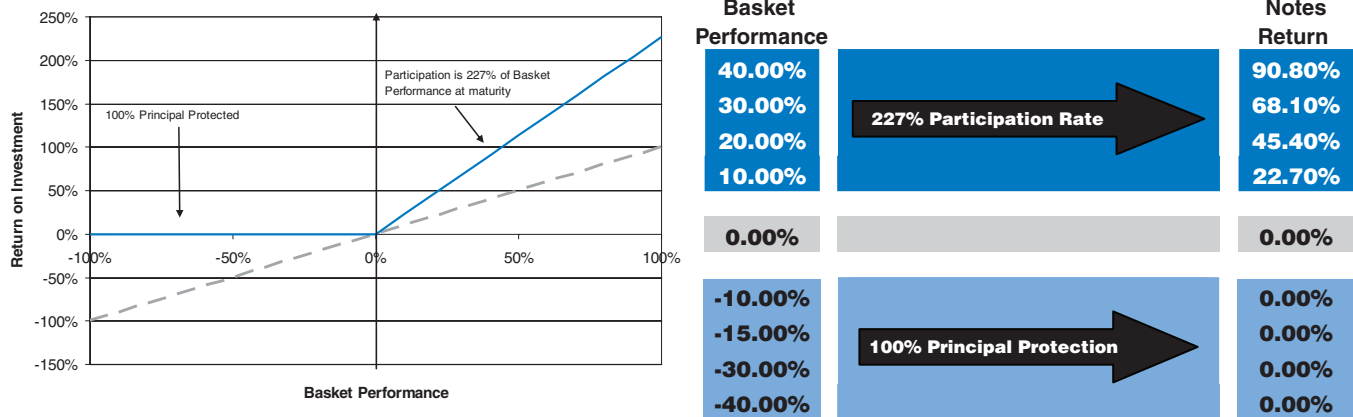 250%
200%
150%
100%
50%
0%
-50%
-100%
-150%
-100%
-50%
0%
50%
100%
Return on Investment
Basket Performance
100% Principal Protected
Participation is 227% of Basket
Performance at maturity
Basket
Performance
Notes
Return
40.00%
30.00%
20.00%
10.00%
227% Participation Rate
90.80%
68.10%
45.40%
22.70%
0.00%
0.00%
-10.00%
-15.00%
-30.00%
-40.00%
100% Principal Protection
0.00%
0.00%
0.00%
0.00%